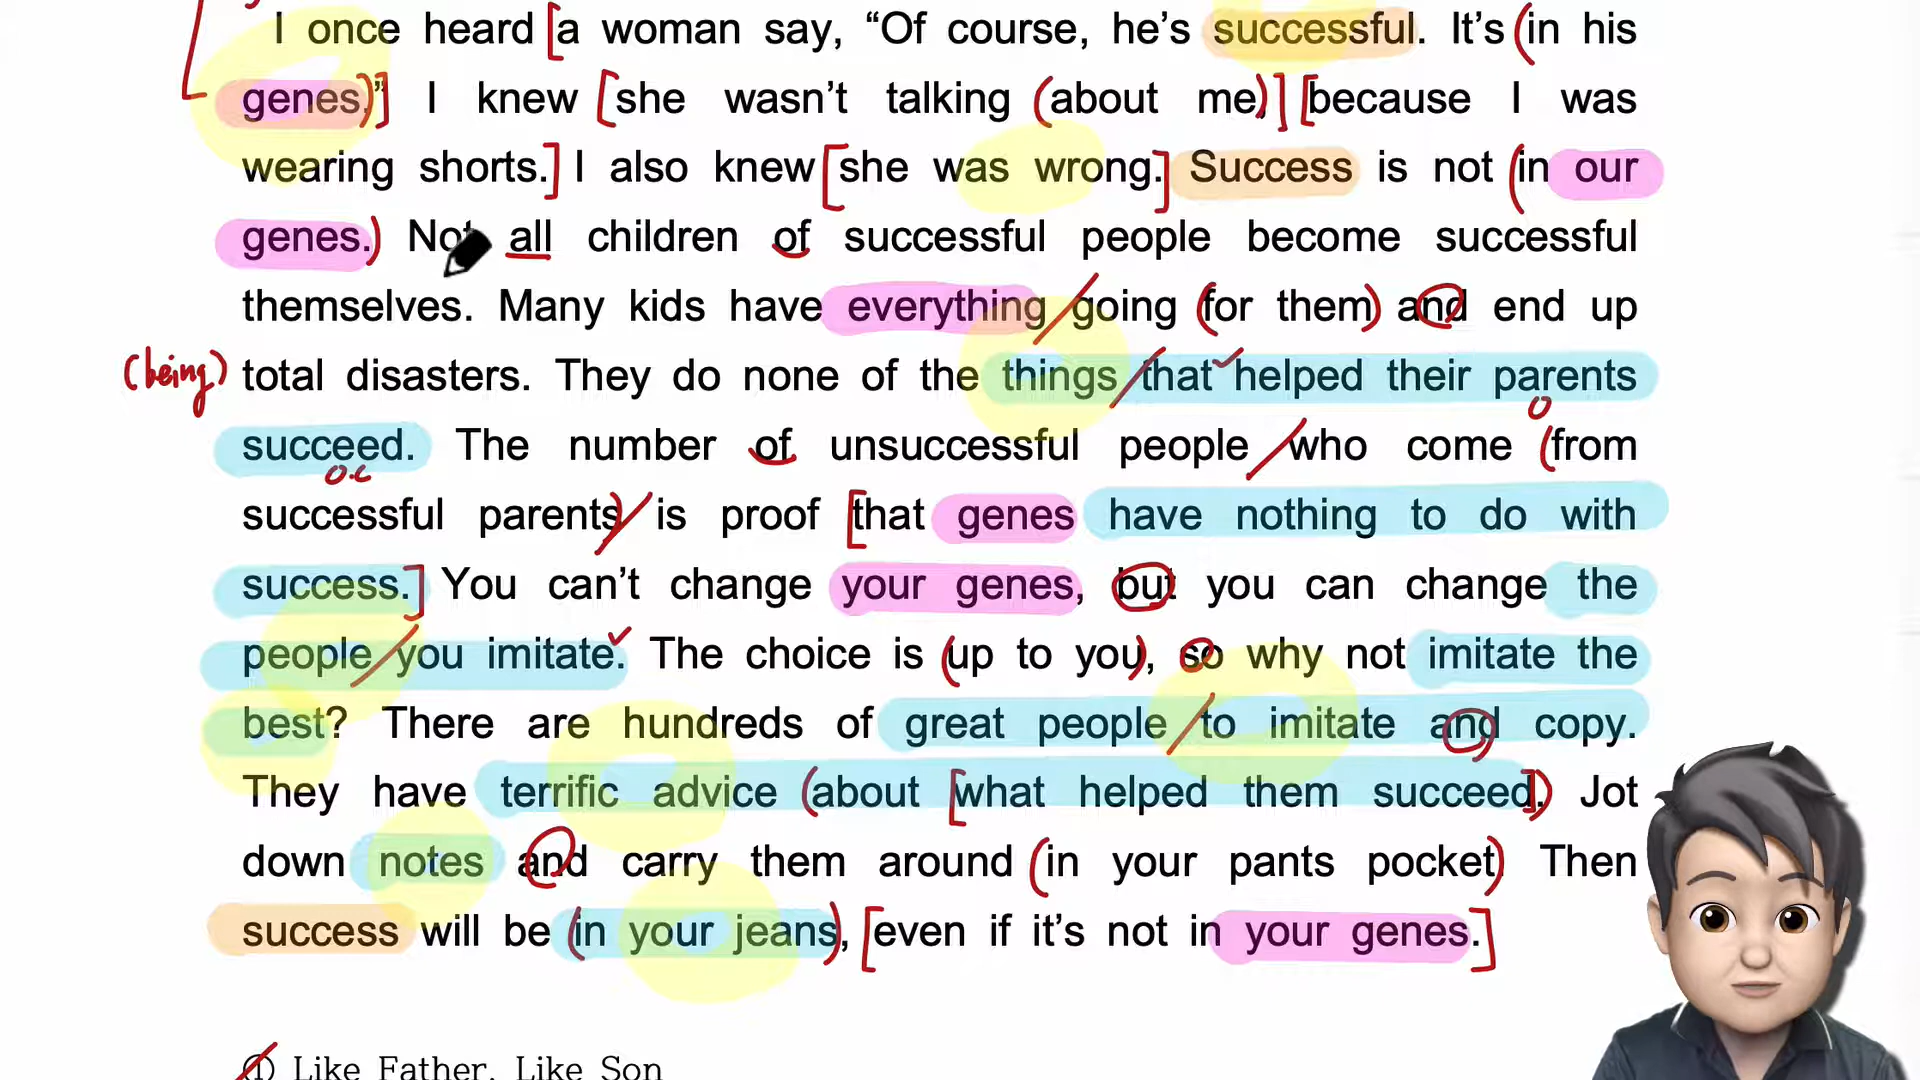 I once heard [a woman say, “Of course, he’s successful. It’s (in his
genes.)”] I knew [she wasn’t talking (about me,)] [because I was
wearing shorts.] I also knew [she was wrong.] Success is not (in our
genes.) Not all children of successful people become successful
themselves. Many kids have everything / going (for them) and end up
(being) total disasters. They do none of the things / that helped their parents
O
succeed. The number of unsuccessful people / who come (from
O.C
successful parents) / is proof [that genes have nothing to do with
success.] You can’t change your genes, but you can change the
people / you imitate. The choice is (up to you), so why not imitate the
best? There are hundreds of great people / to imitate and copy.
They have terrific advice (about [what helped them succeed.]) Jot
down notes and carry them around (in your pants pocket) Then
success will be (in your jeans), [even if it’s not in your genes.]
① Like Father, Like Son